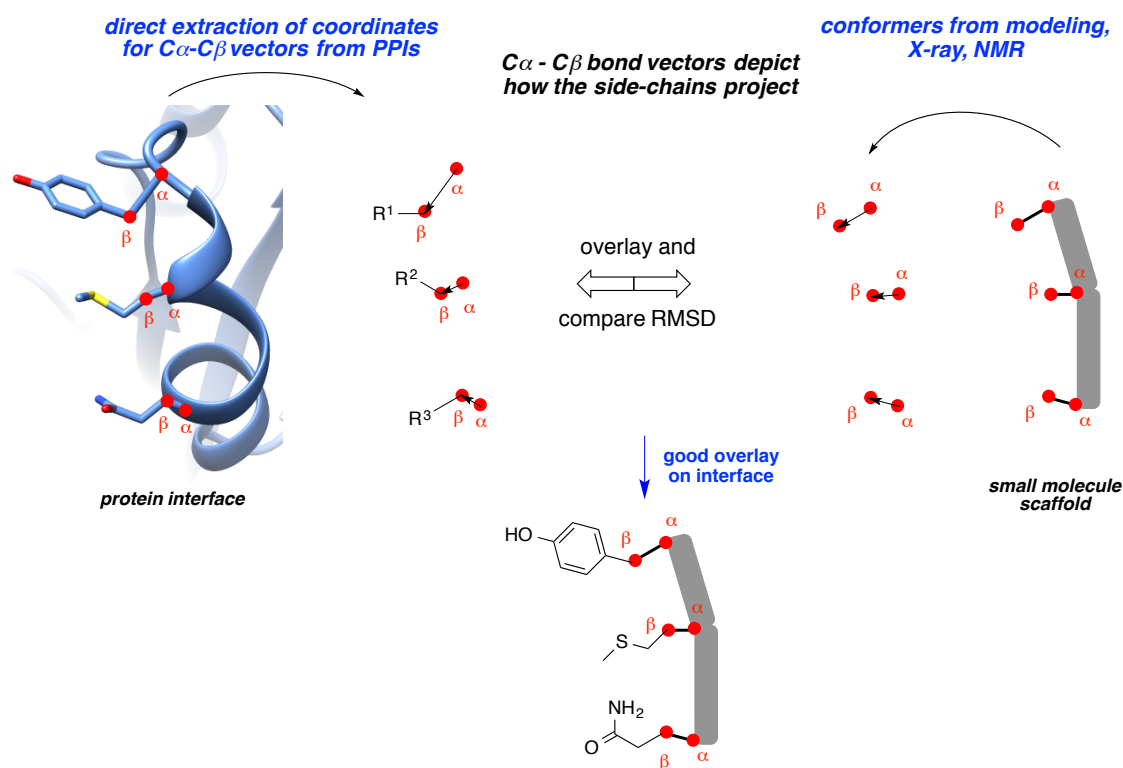 direct extraction of coordinates
for Cα-Cβ vectors from PPIs
Cα - Cβ bond vectors depict
how the side-chains project
conformers from modeling,
X-ray, NMR
α
β
β
α
β
α
protein interface
α
R¹
β
R²
β
α
R³
β
α
overlay and
compare RMSD
β
α
α
β
β
α
α
β
α
β
β
α
small molecule
scaffold
good overlay
on interface
HO
β
α
α
β
S
NH₂
O
β
α